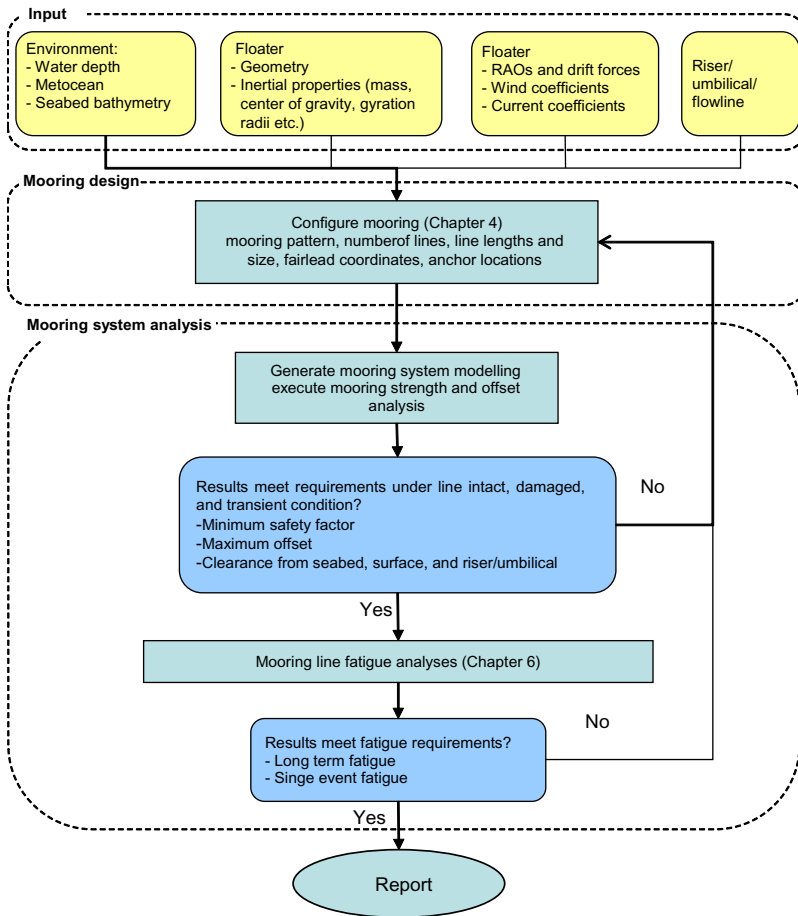 Input
Environment:
- Water depth
- Metocean
- Seabed bathymetry
Floater
- Geometry
- Inertial properties (mass,
center of gravity, gyration
radii etc.)
Floater
- RAOs and drift forces
- Wind coefficients
- Current coefficients
Riser/
umbilical/
flowline
Mooring design
Configure mooring (Chapter 4)
mooring pattern, numberof lines, line lengths and
size, fairlead coordinates, anchor locations
Mooring system analysis
Generate mooring system modelling
execute mooring strength and offset
analysis
Results meet requirements under line intact, damaged,
and transient condition?
-Minimum safety factor
-Maximum offset
-Clearance from seabed, surface, and riser/umbilical
No
Yes
Mooring line fatigue analyses (Chapter 6)
No
Results meet fatigue requirements?
- Long term fatigue
- Singe event fatigue
Yes
Report